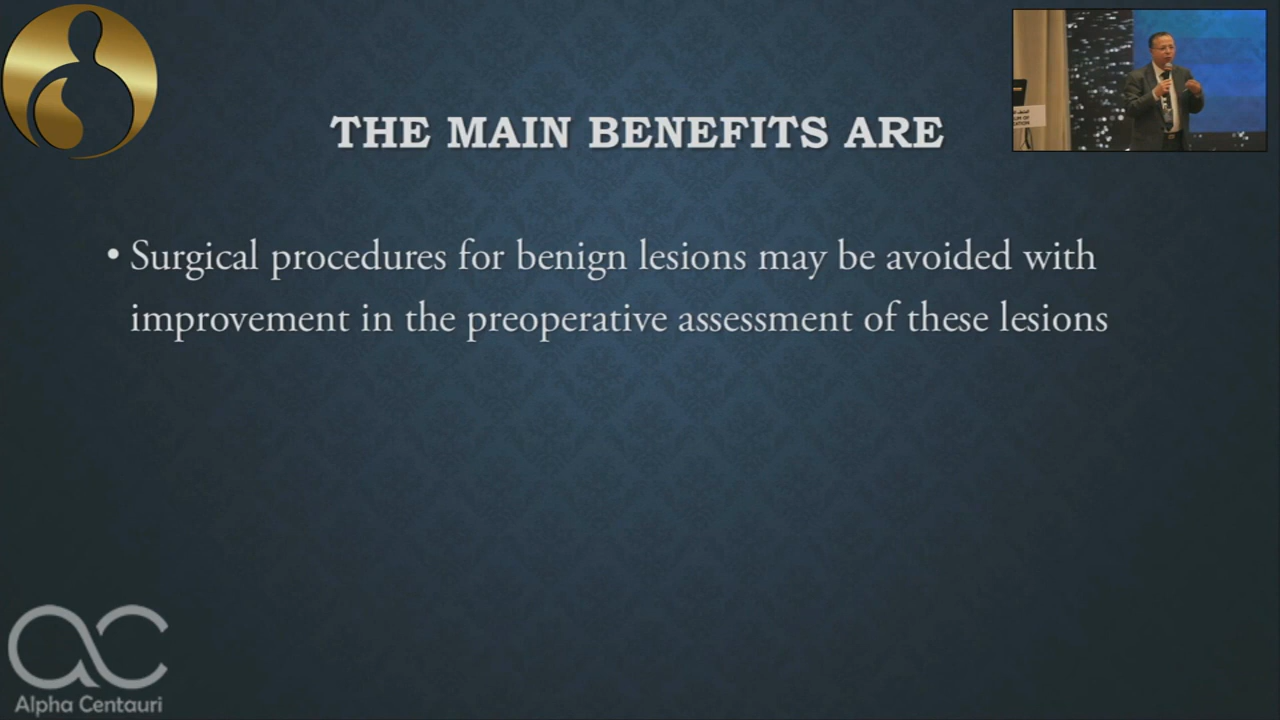 THE MAIN BENEFITS ARE
• Surgical procedures for benign lesions may be avoided with
improvement in the preoperative assessment of these lesions
Alpha Centauri